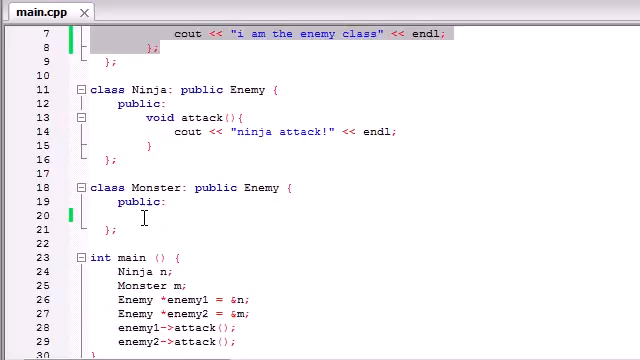 main.cpp
7 cout << "i am the enemy class" << endl;
8 };
9 };
10
11 class Ninja: public Enemy {
12 public:
13 void attack(){
14 cout << "ninja attack!" << endl;
15 }
16 };
17
18 class Monster: public Enemy {
19 public:
20
21 };
22
23 int main () {
24 Ninja n;
25 Monster m;
26 Enemy *enemy1 = &n;
27 Enemy *enemy2 = &m;
28 enemy1->attack();
29 enemy2->attack();
30 }